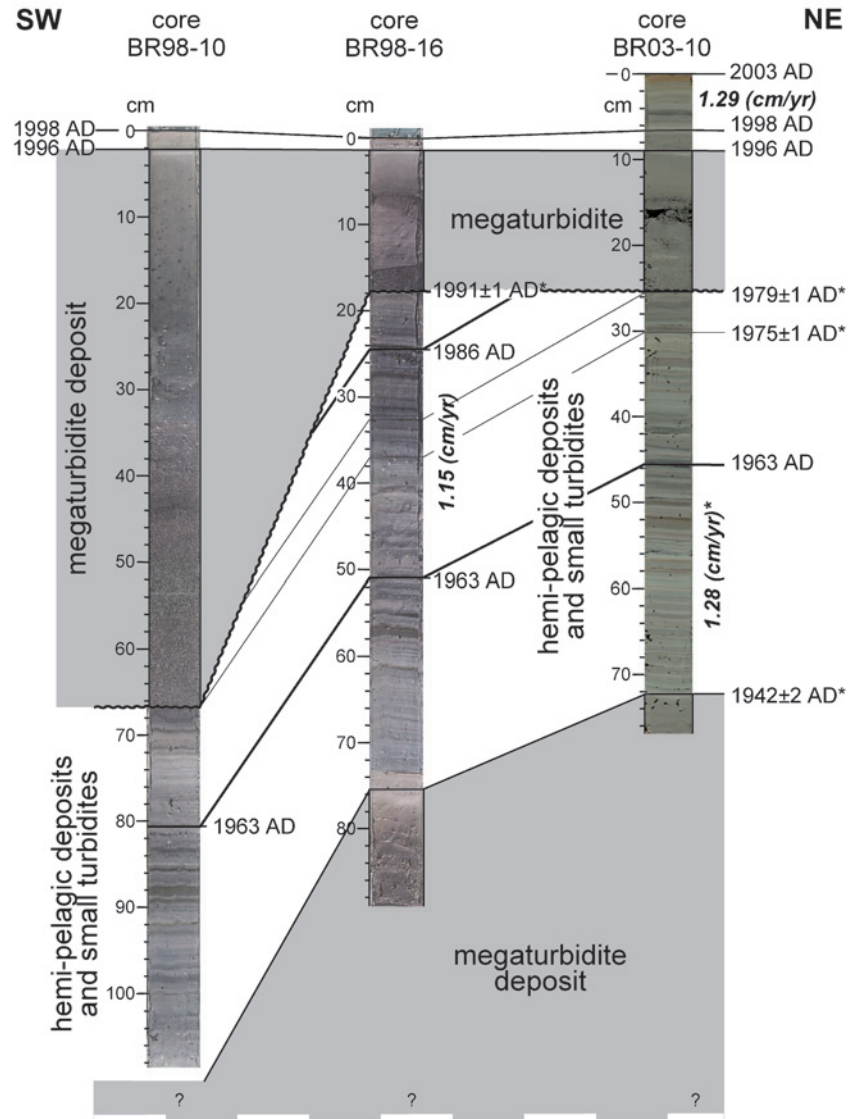 SW
NE
core
BR98-10
core
BR98-16
core
BR03-10
cm
cm
cm
1998 AD
1996 AD
0
10
20
30
40
50
60
70
80
90
100
megaturbidite deposit
hemi-pelagic deposits
and small turbidites
1963 AD
0
10
20
30
40
50
60
70
80
1991±1 AD*
1986 AD
1.15 (cm/yr)
1963 AD
megaturbidite
hemi-pelagic deposits
and small turbidites
0
10
20
30
40
50
60
70
2003 AD
1.29 (cm/yr)
1998 AD
1996 AD
1979±1 AD*
1975±1 AD*
1963 AD
1.28 (cm/yr)*
1942±2 AD*
megaturbidite
deposit
?
?
?